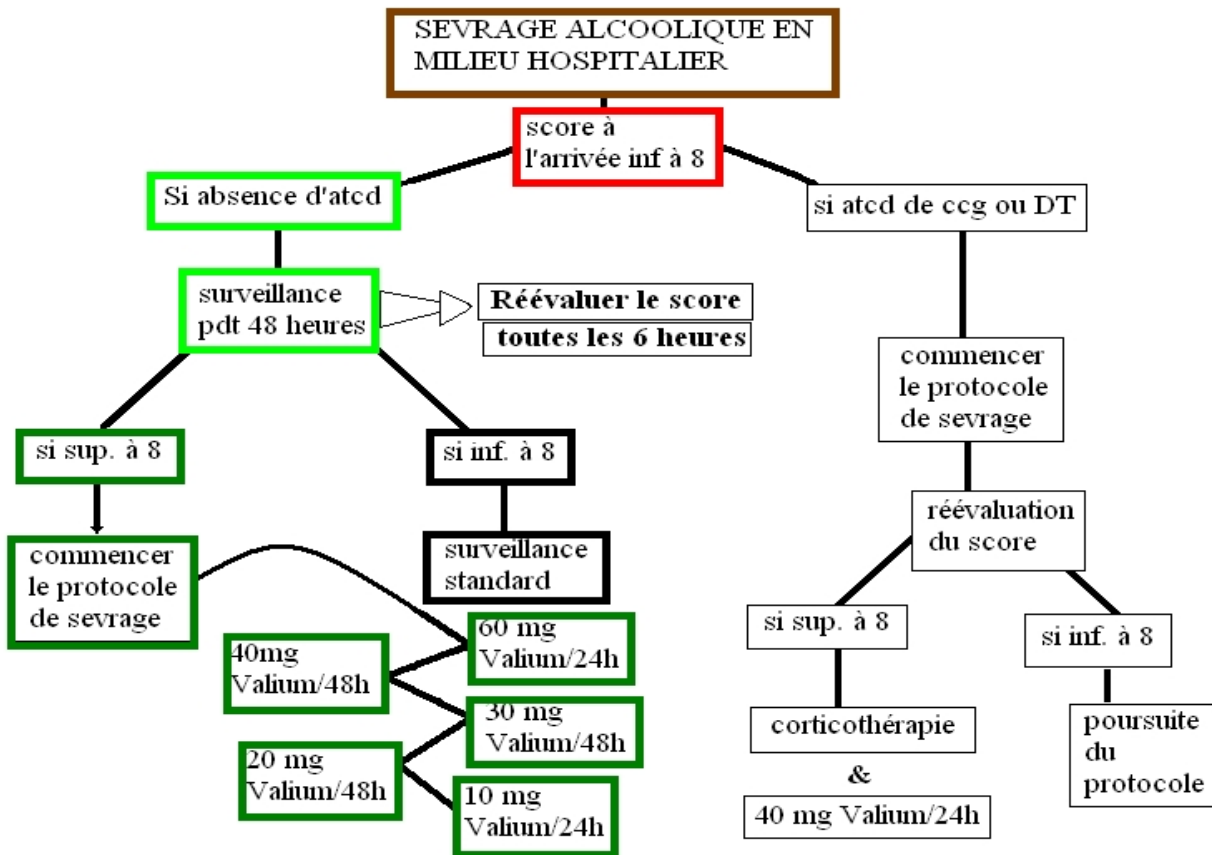 SEVRAGE ALCOOLIQUE EN
MILIEU HOSPITALIER
score à
l'arrivée inf à 8
Si absence d'atcd
si atcd de ccg ou DT
surveillance
pdt 48 heures
Réévaluer le score
toutes les 6 heures
commencer
le protocole
de sevrage
si sup. à 8
si inf. à 8
réévaluation
du score
commencer
le protocole
de sevrage
surveillance
standard
si sup. à 8
si inf. à 8
60 mg
Valium/24h
40mg
Valium/48h
30 mg
Valium/48h
20 mg
Valium/48h
10 mg
Valium/24h
corticothérapie
&
40 mg Valium/24h
poursuite
du
protocole